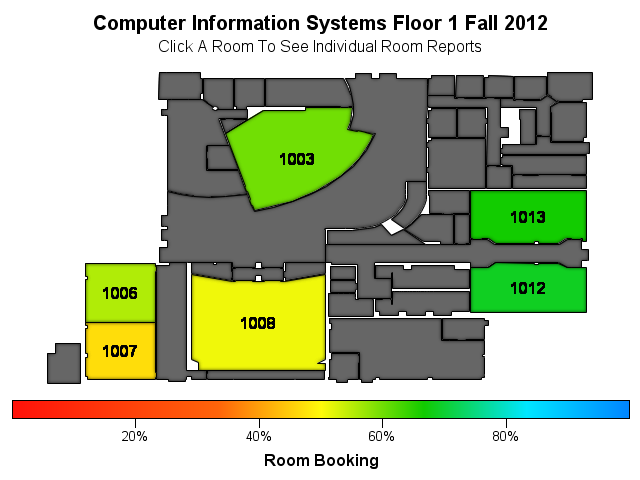 Computer Information Systems Floor 1 Fall 2012
Click A Room To See Individual Room Reports
1003
1013
1006
1012
1008
1007
20% 40% 60% 80%
Room Booking